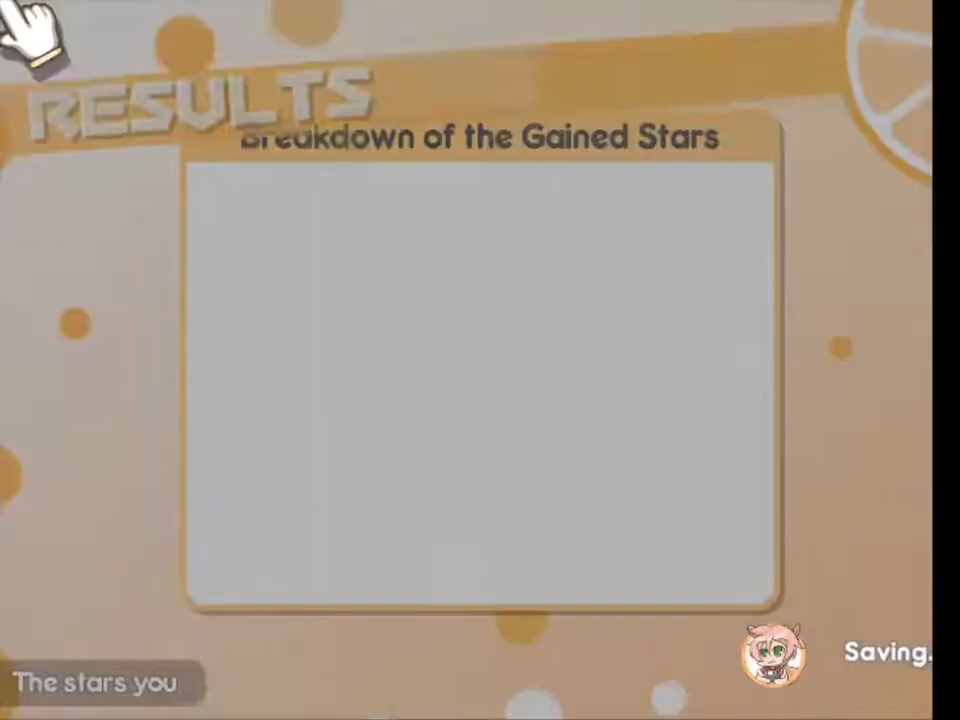 RESULTS
Breakdown of the Gained Stars
Saving.
The stars you